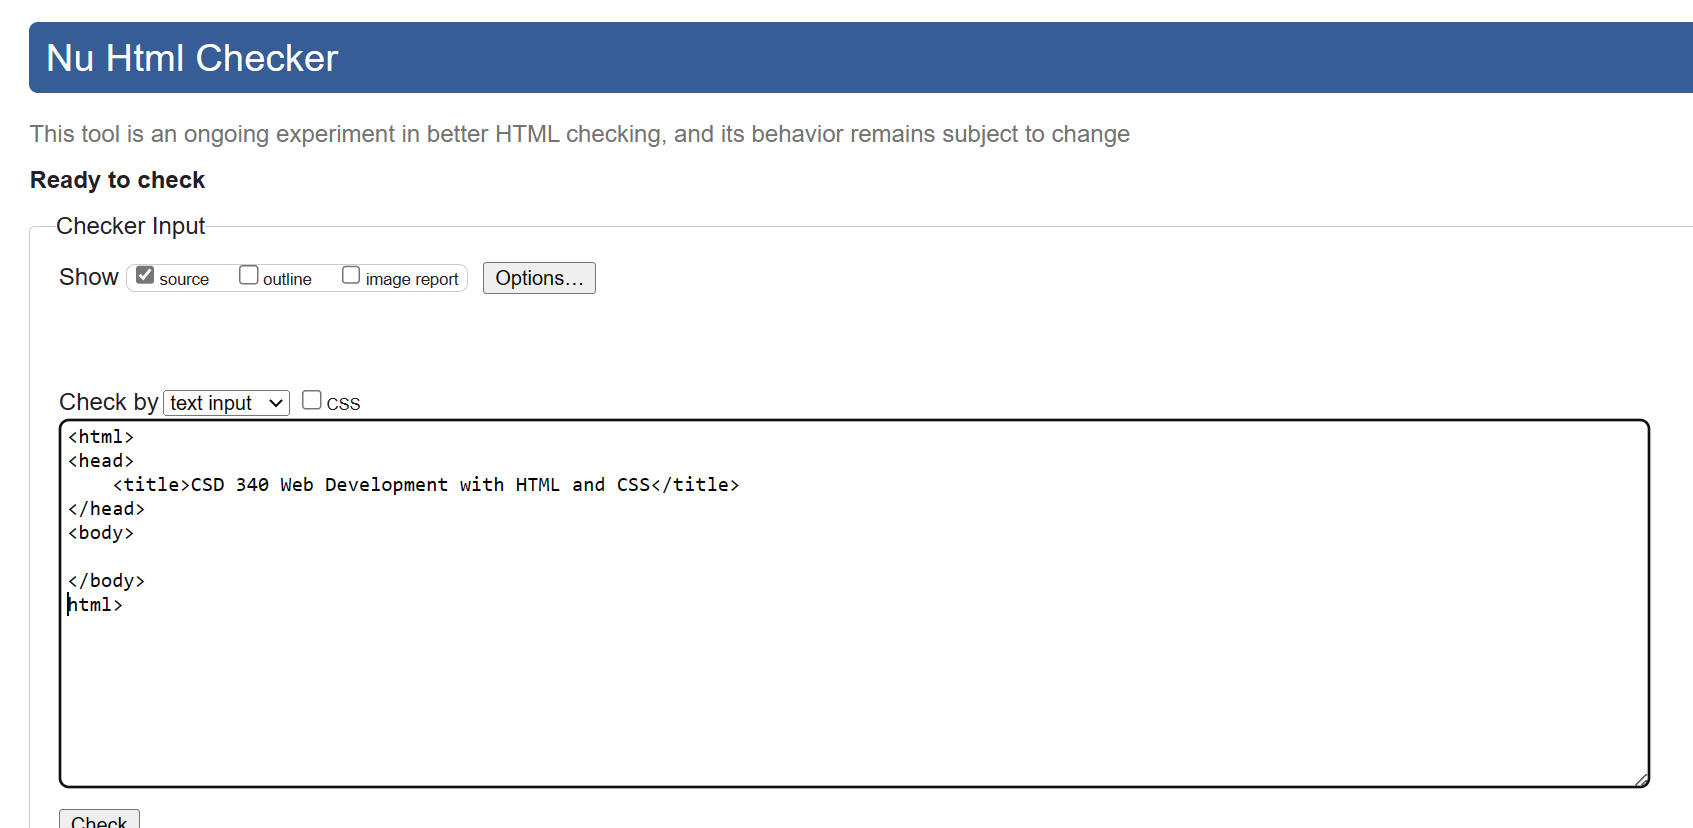 Nu Html Checker
This tool is an ongoing experiment in better HTML checking, and its behavior remains subject to change
Ready to check
Checker Input
Show source outline image report Options...
Check by text input CSS
<html>
<head>
    <title>CSD 340 Web Development with HTML and CSS</title>
</head>
<body>
</body>
html>
Check